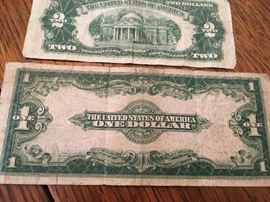 2 THE UNITED STATES OF AMERICA TWO DOLLARS 2
TWO TWO
1 1
ONE THE UNITED STATES OF AMERICA ONE
ONE DOLLAR
1 1